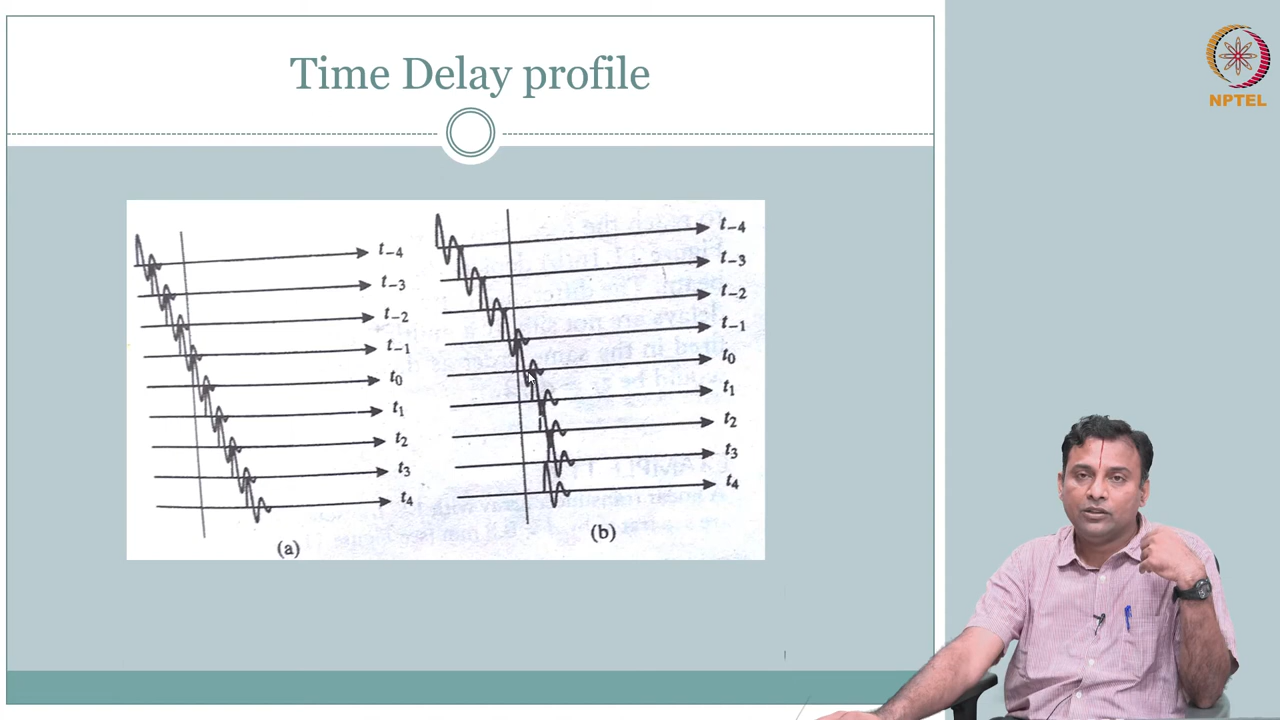 Time Delay profile
NPTEL
t-4
t-3
t-2
t-1
t0
t1
t2
t3
t4
(a)
t-4
t-3
t-2
t-1
t0
t1
t2
t3
t4
(b)